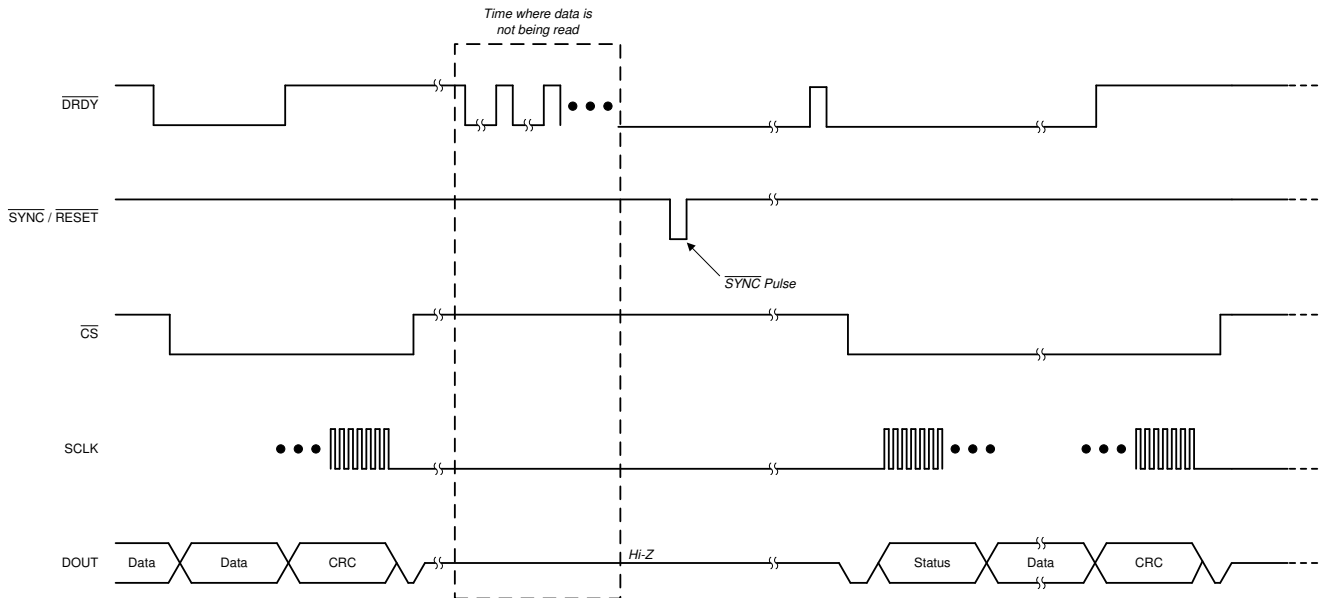 Time where data is
not being read
DRDY
SYNC / RESET
SYNC Pulse
CS
SCLK
DOUT
Data
Data
CRC
Hi-Z
Status
Data
CRC